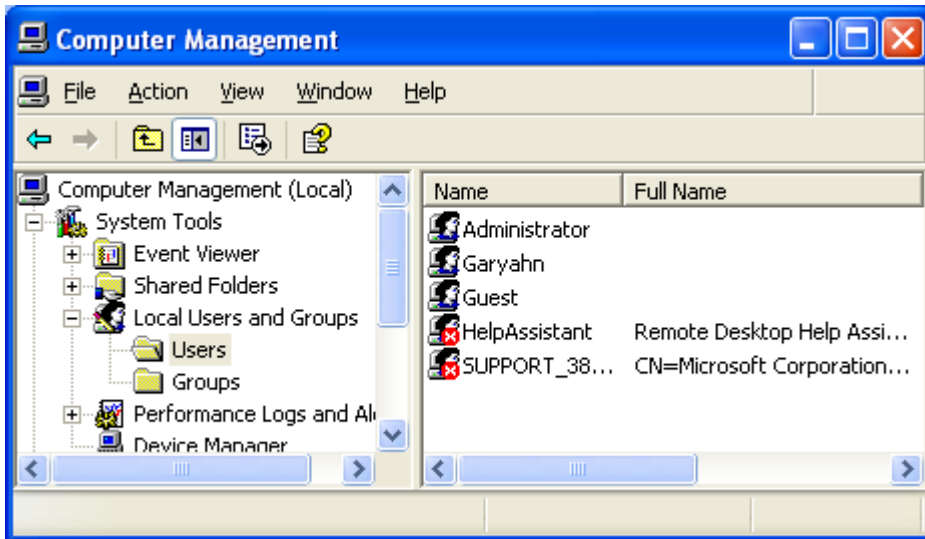 Computer Management
File Action View Window Help
Computer Management (Local)
System Tools
Event Viewer
Shared Folders
Local Users and Groups
Users
Groups
Performance Logs and Al
Device Manager
Name Full Name
Administrator
Garyahn
Guest
HelpAssistant Remote Desktop Help Assi...
SUPPORT_38... CN=Microsoft Corporation...